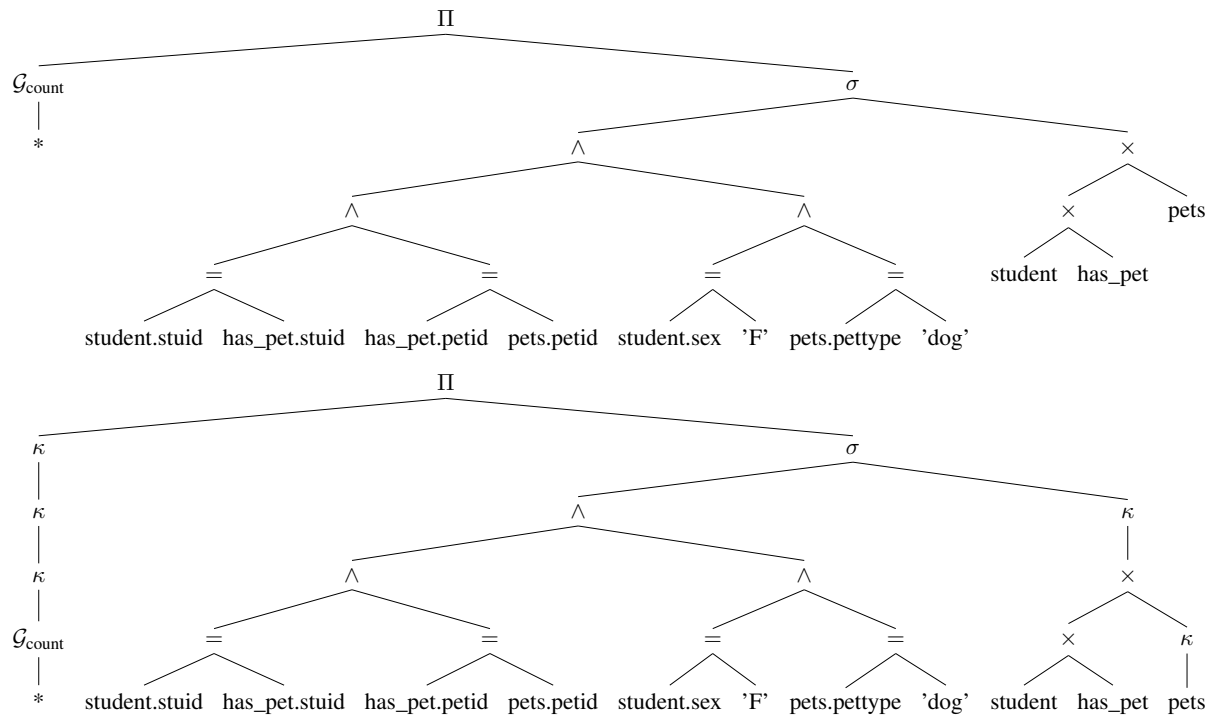 Π
𝒢count σ
* ∧ ×
∧ ∧ × pets
= = = = student has_pet
student.stuid has_pet.stuid has_pet.petid pets.petid student.sex ’F’ pets.pettype ’dog’
Π
κ σ
κ ∧ κ
κ ∧ ∧ ×
𝒢count = = = = × κ
* student.stuid has_pet.stuid has_pet.petid pets.petid student.sex ’F’ pets.pettype ’dog’ student has_pet pets